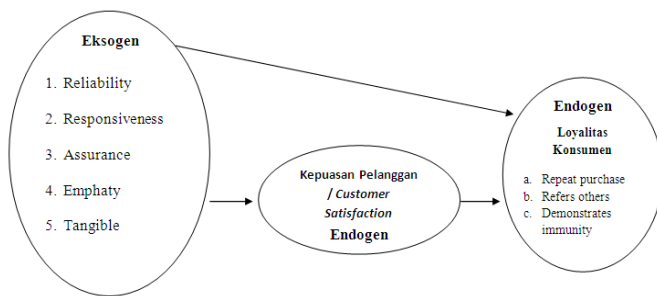 Eksogen
1. Reliability
2. Responsiveness
3. Assurance
4. Emphaty
5. Tangible
Kepuasan Pelanggan
/ Customer
Satisfaction
Endogen
Endogen
Loyalitas
Konsumen
a. Repeat purchase
b. Refers others
c. Demonstrates
immunity